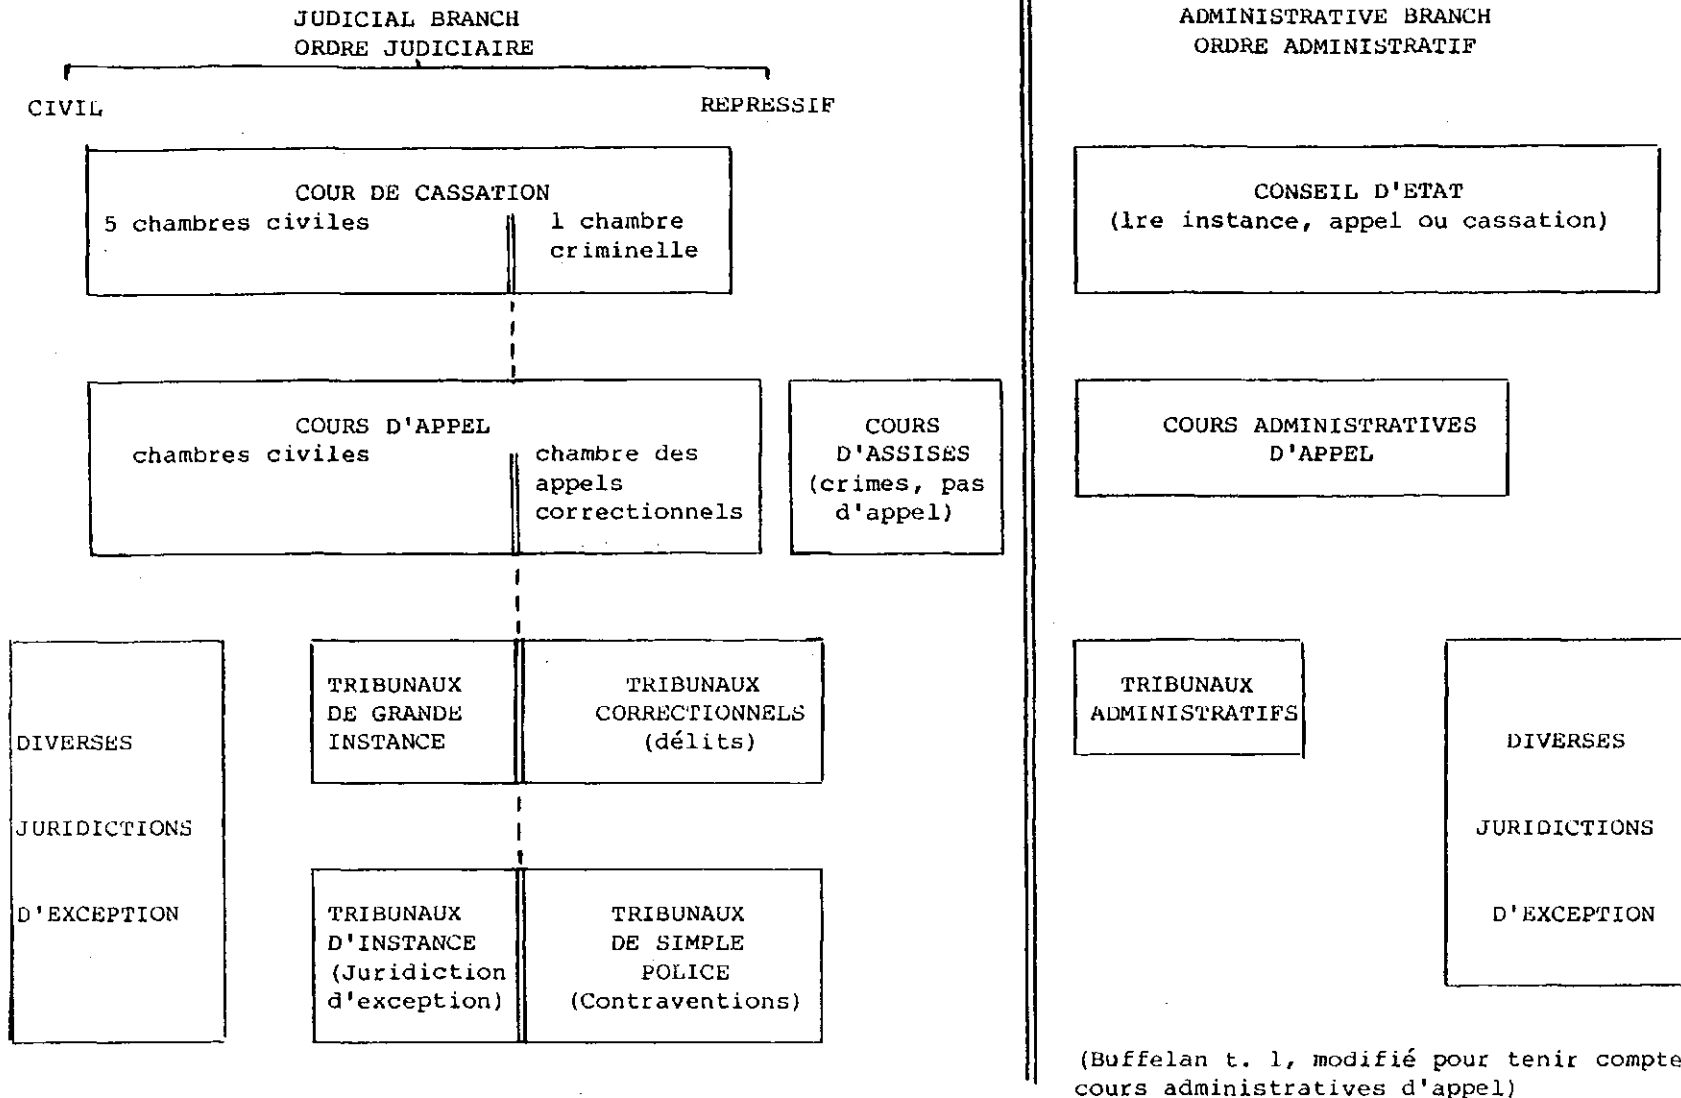 JUDICIAL BRANCH
ORDRE JUDICIAIRE
CIVIL
REPRESSIF
COUR DE CASSATION
5 chambres civiles
1 chambre
criminelle
COURS D'APPEL
chambres civiles
chambre des
appels
correctionnels
COURS
D'ASSISES
(crimes, pas
d'appel)
DIVERSES
JURIDICTIONS
D'EXCEPTION
TRIBUNAUX
DE GRANDE
INSTANCE
TRIBUNAUX
CORRECTIONNELS
(délits)
TRIBUNAUX
D'INSTANCE
(Juridiction
d'exception)
TRIBUNAUX
DE SIMPLE
POLICE
(Contraventions)
ADMINISTRATIVE BRANCH
ORDRE ADMINISTRATIF
CONSEIL D'ETAT
(1re instance, appel ou cassation)
COURS ADMINISTRATIVES
D'APPEL
TRIBUNAUX
ADMINISTRATIFS
DIVERSES
JURIDICTIONS
D'EXCEPTION
(Buffelan t. 1, modifié pour tenir compte
cours administratives d'appel)